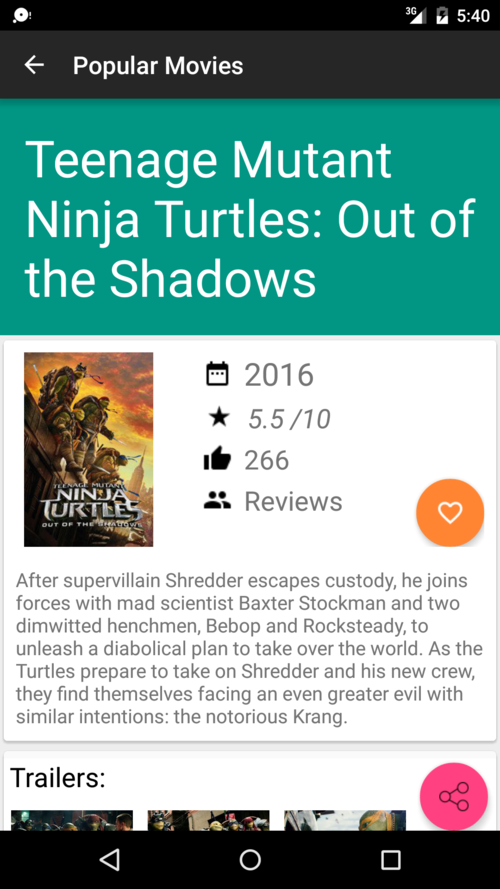 3G
5:40
Popular Movies
Teenage Mutant
Ninja Turtles: Out of
the Shadows
2016
5.5 /10
266
Reviews
TEENAGE MUTANT
NINJA
TURTLES
OUT OF THE SHADOWS
After supervillain Shredder escapes custody, he joins
forces with mad scientist Baxter Stockman and two
dimwitted henchmen, Bebop and Rocksteady, to
unleash a diabolical plan to take over the world. As the
Turtles prepare to take on Shredder and his new crew,
they find themselves facing an even greater evil with
similar intentions: the notorious Krang.
Trailers: